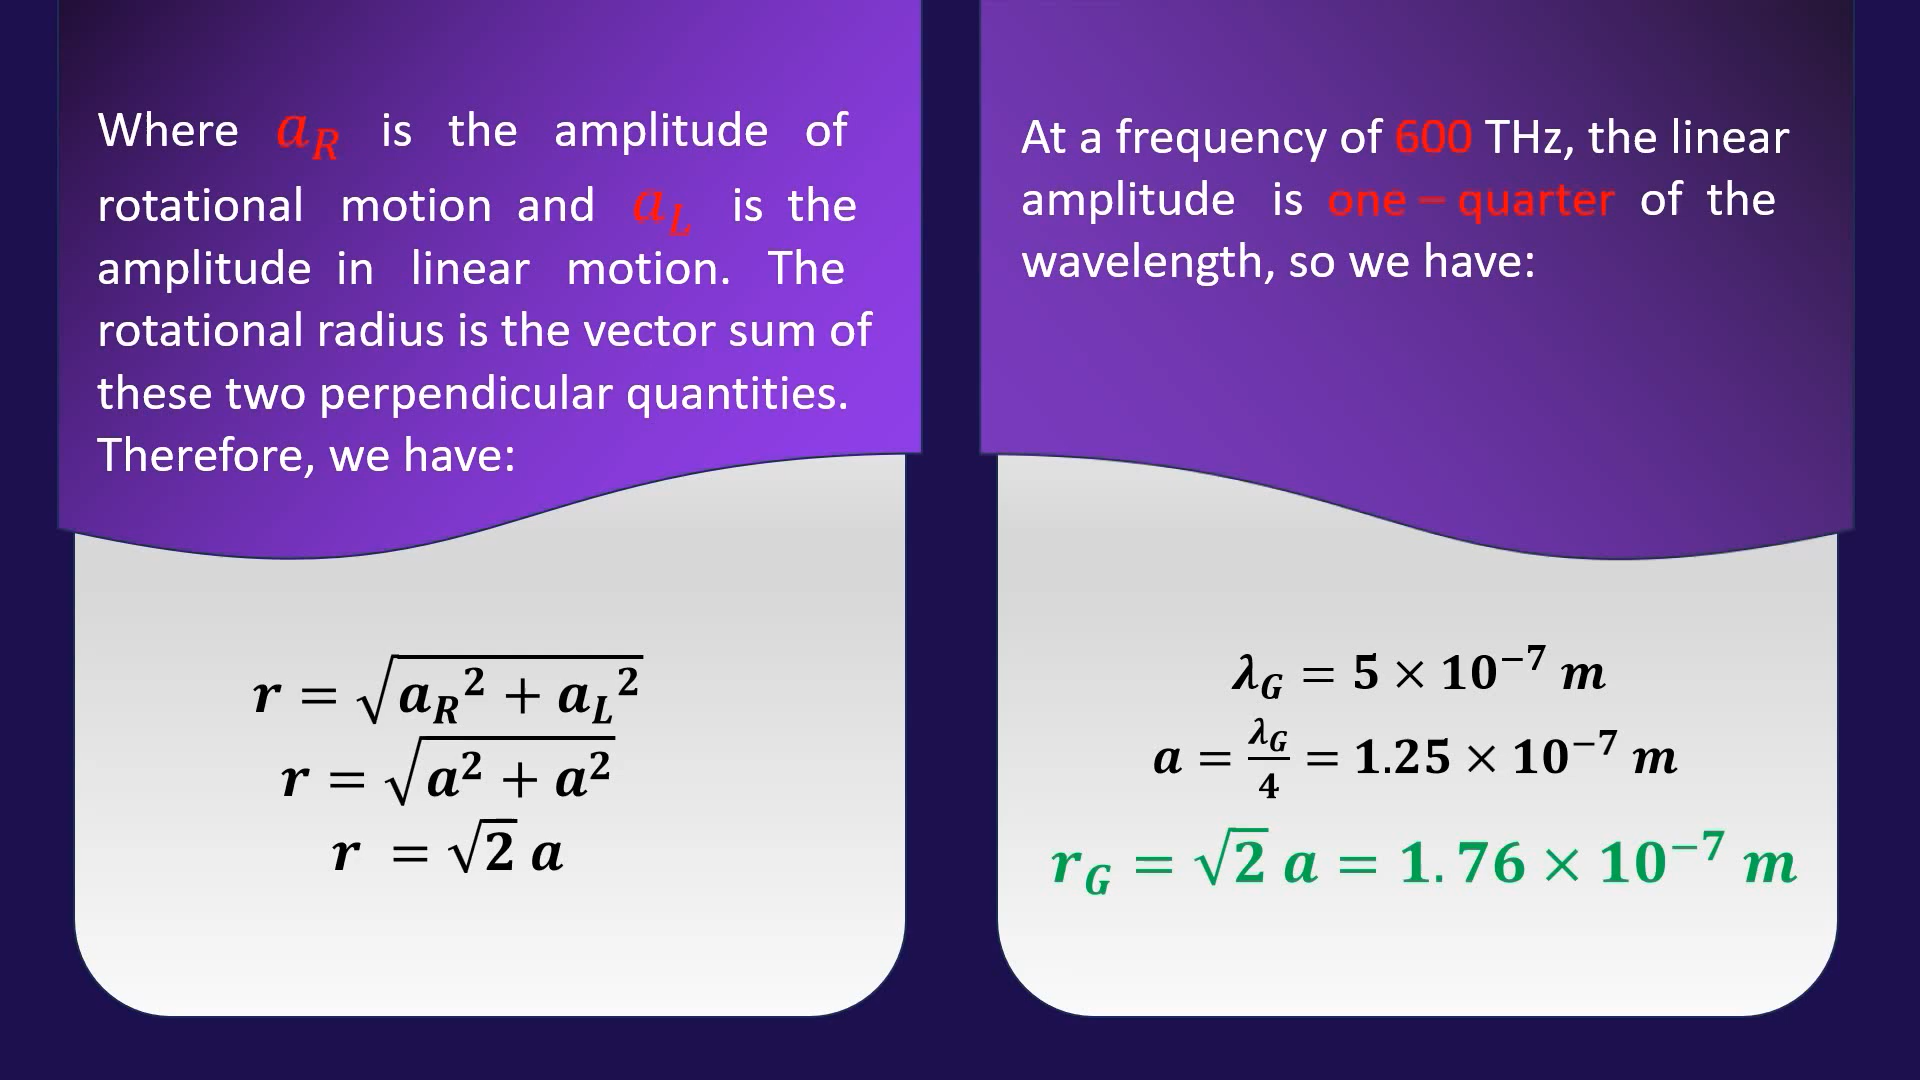 Where a_R is the amplitude of
rotational motion and a_L is the
amplitude in linear motion. The
rotational radius is the vector sum of
these two perpendicular quantities.
Therefore, we have:
r = √(a_R² + a_L²)
r = √(a² + a²)
r = √2 a
At a frequency of 600 THz, the linear
amplitude is one – quarter of the
wavelength, so we have:
λ_G = 5 × 10⁻⁷ m
a = λ_G/4 = 1.25 × 10⁻⁷ m
r_G = √2 a = 1.76 × 10⁻⁷ m